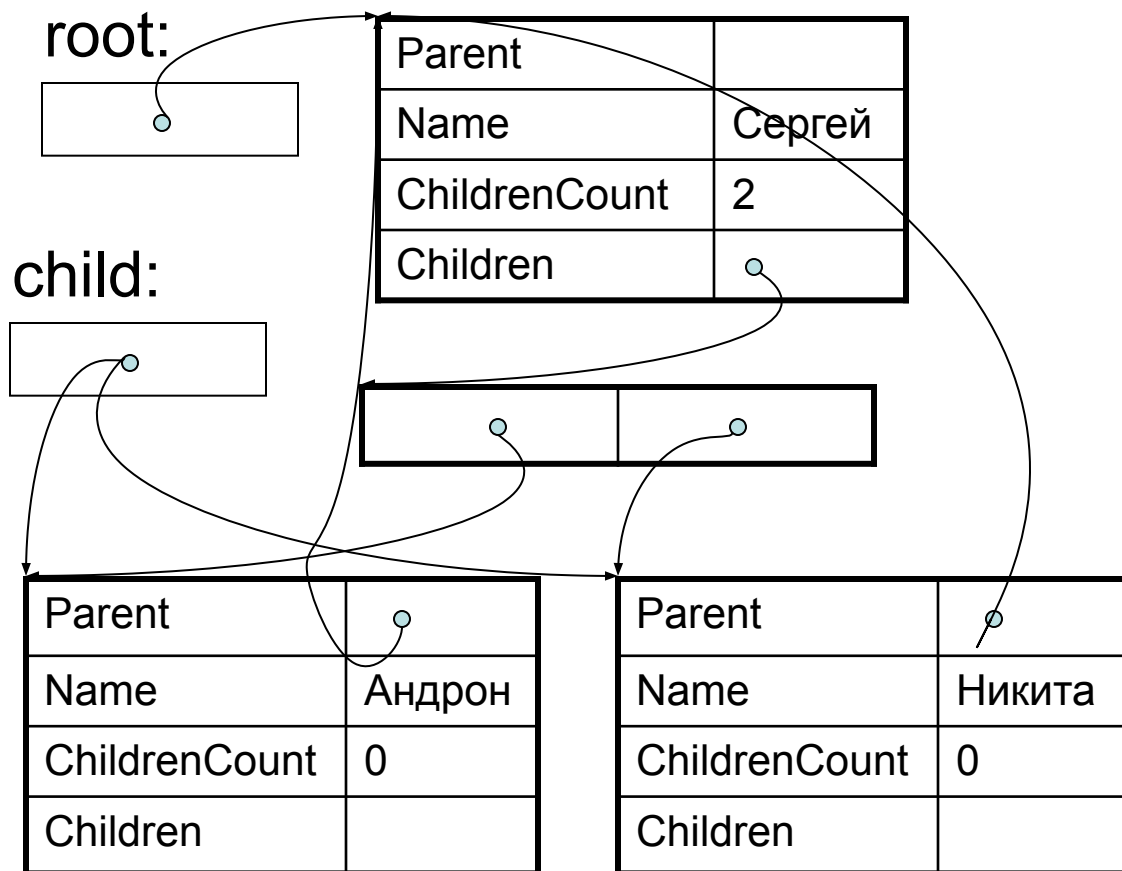 root:
Parent
Name Сергей
ChildrenCount 2
Children
child:
Parent
Name Андрон
ChildrenCount 0
Children
Parent
Name Никита
ChildrenCount 0
Children